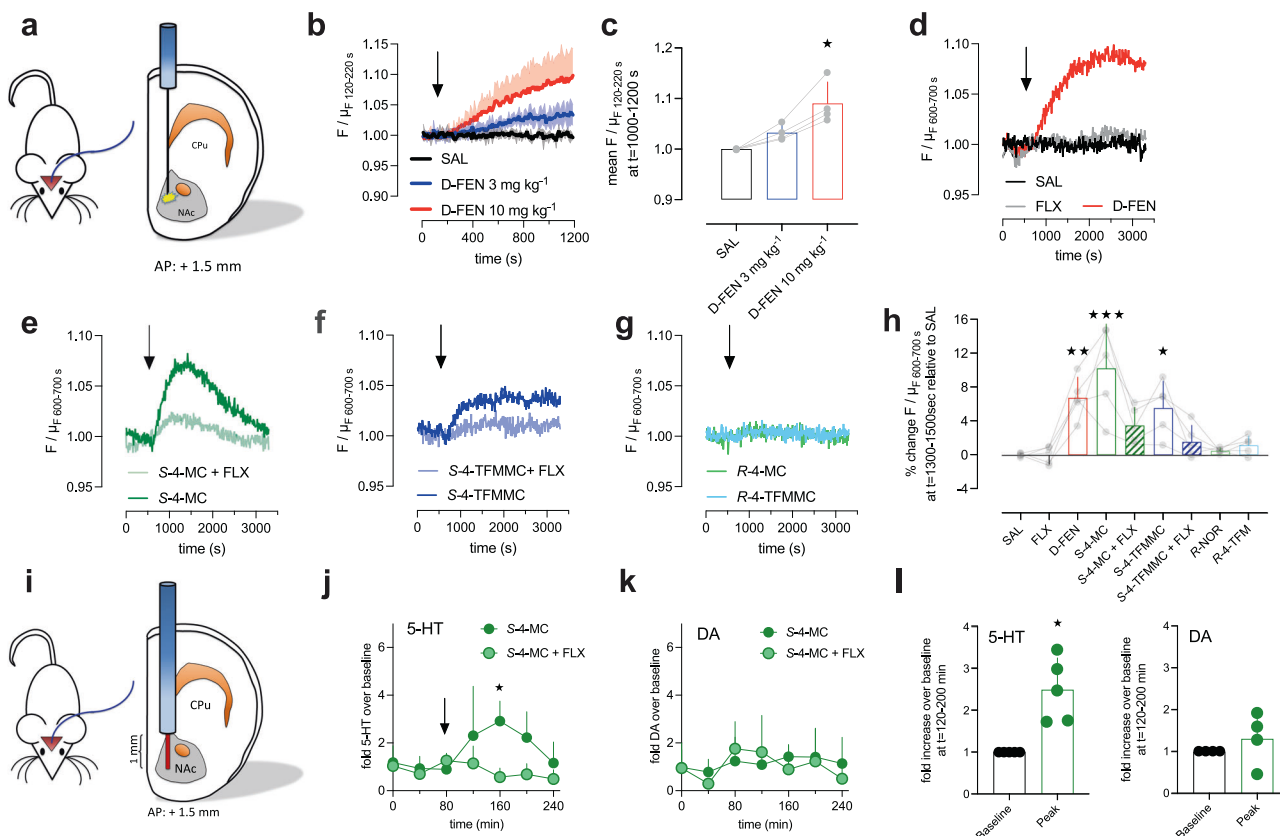 a
CPu
NAc
AP: + 1.5 mm
b
F / μF 120-220 s
1.15
1.10
1.05
1.00
0.95
0.90
SAL
D-FEN 3 mg kg-1
D-FEN 10 mg kg-1
0 400 800 1200
time (s)
c
mean F / μF 120-220 s
at t=1000-1200 s
1.2
1.1
1.0
0.9
★
SAL
D-FEN 3 mg kg-1
D-FEN 10 mg kg-1
d
F / μF 600-700 s
1.10
1.05
1.00
0.95
SAL
FLX D-FEN
0 1000 2000 3000
time (s)
e
F / μF 600-700 s
1.10
1.05
1.00
0.95
S-4-MC + FLX
S-4-MC
0 1000 2000 3000
time (s)
f
F / μF 600-700 s
1.10
1.05
1.00
0.95
S-4-TFMMC+ FLX
S-4-TFMMC
0 1000 2000 3000
time (s)
g
F / μF 600-700 s
1.10
1.05
1.00
0.95
R-4-MC
R-4-TFMMC
0 1000 2000 3000
time (s)
h
% change F / μF 600-700 s
at t=1300-1500sec relative to SAL
16
12
8
4
0
-4
★★
★★★
★
SAL
FLX
D-FEN
S-4-MC
S-4-MC + FLX
S-4-TFMMC
S-4-TFMMC + FLX
R-NOR
R-4-TFM
i
CPu
1 mm
NAc
AP: + 1.5 mm
j
5-HT
S-4-MC
S-4-MC + FLX
fold 5-HT over baseline
6
4
2
0
★
0 80 160 240
time (min)
k
DA
S-4-MC
S-4-MC + FLX
fold DA over baseline
6
4
2
0
0 80 160 240
time (min)
l
5-HT
fold increase over baseline
at t=120-200 min
4
3
2
1
0
★
Baseline
Peak
DA
fold increase over baseline
at t=120-200 min
4
3
2
1
0
Baseline
Peak